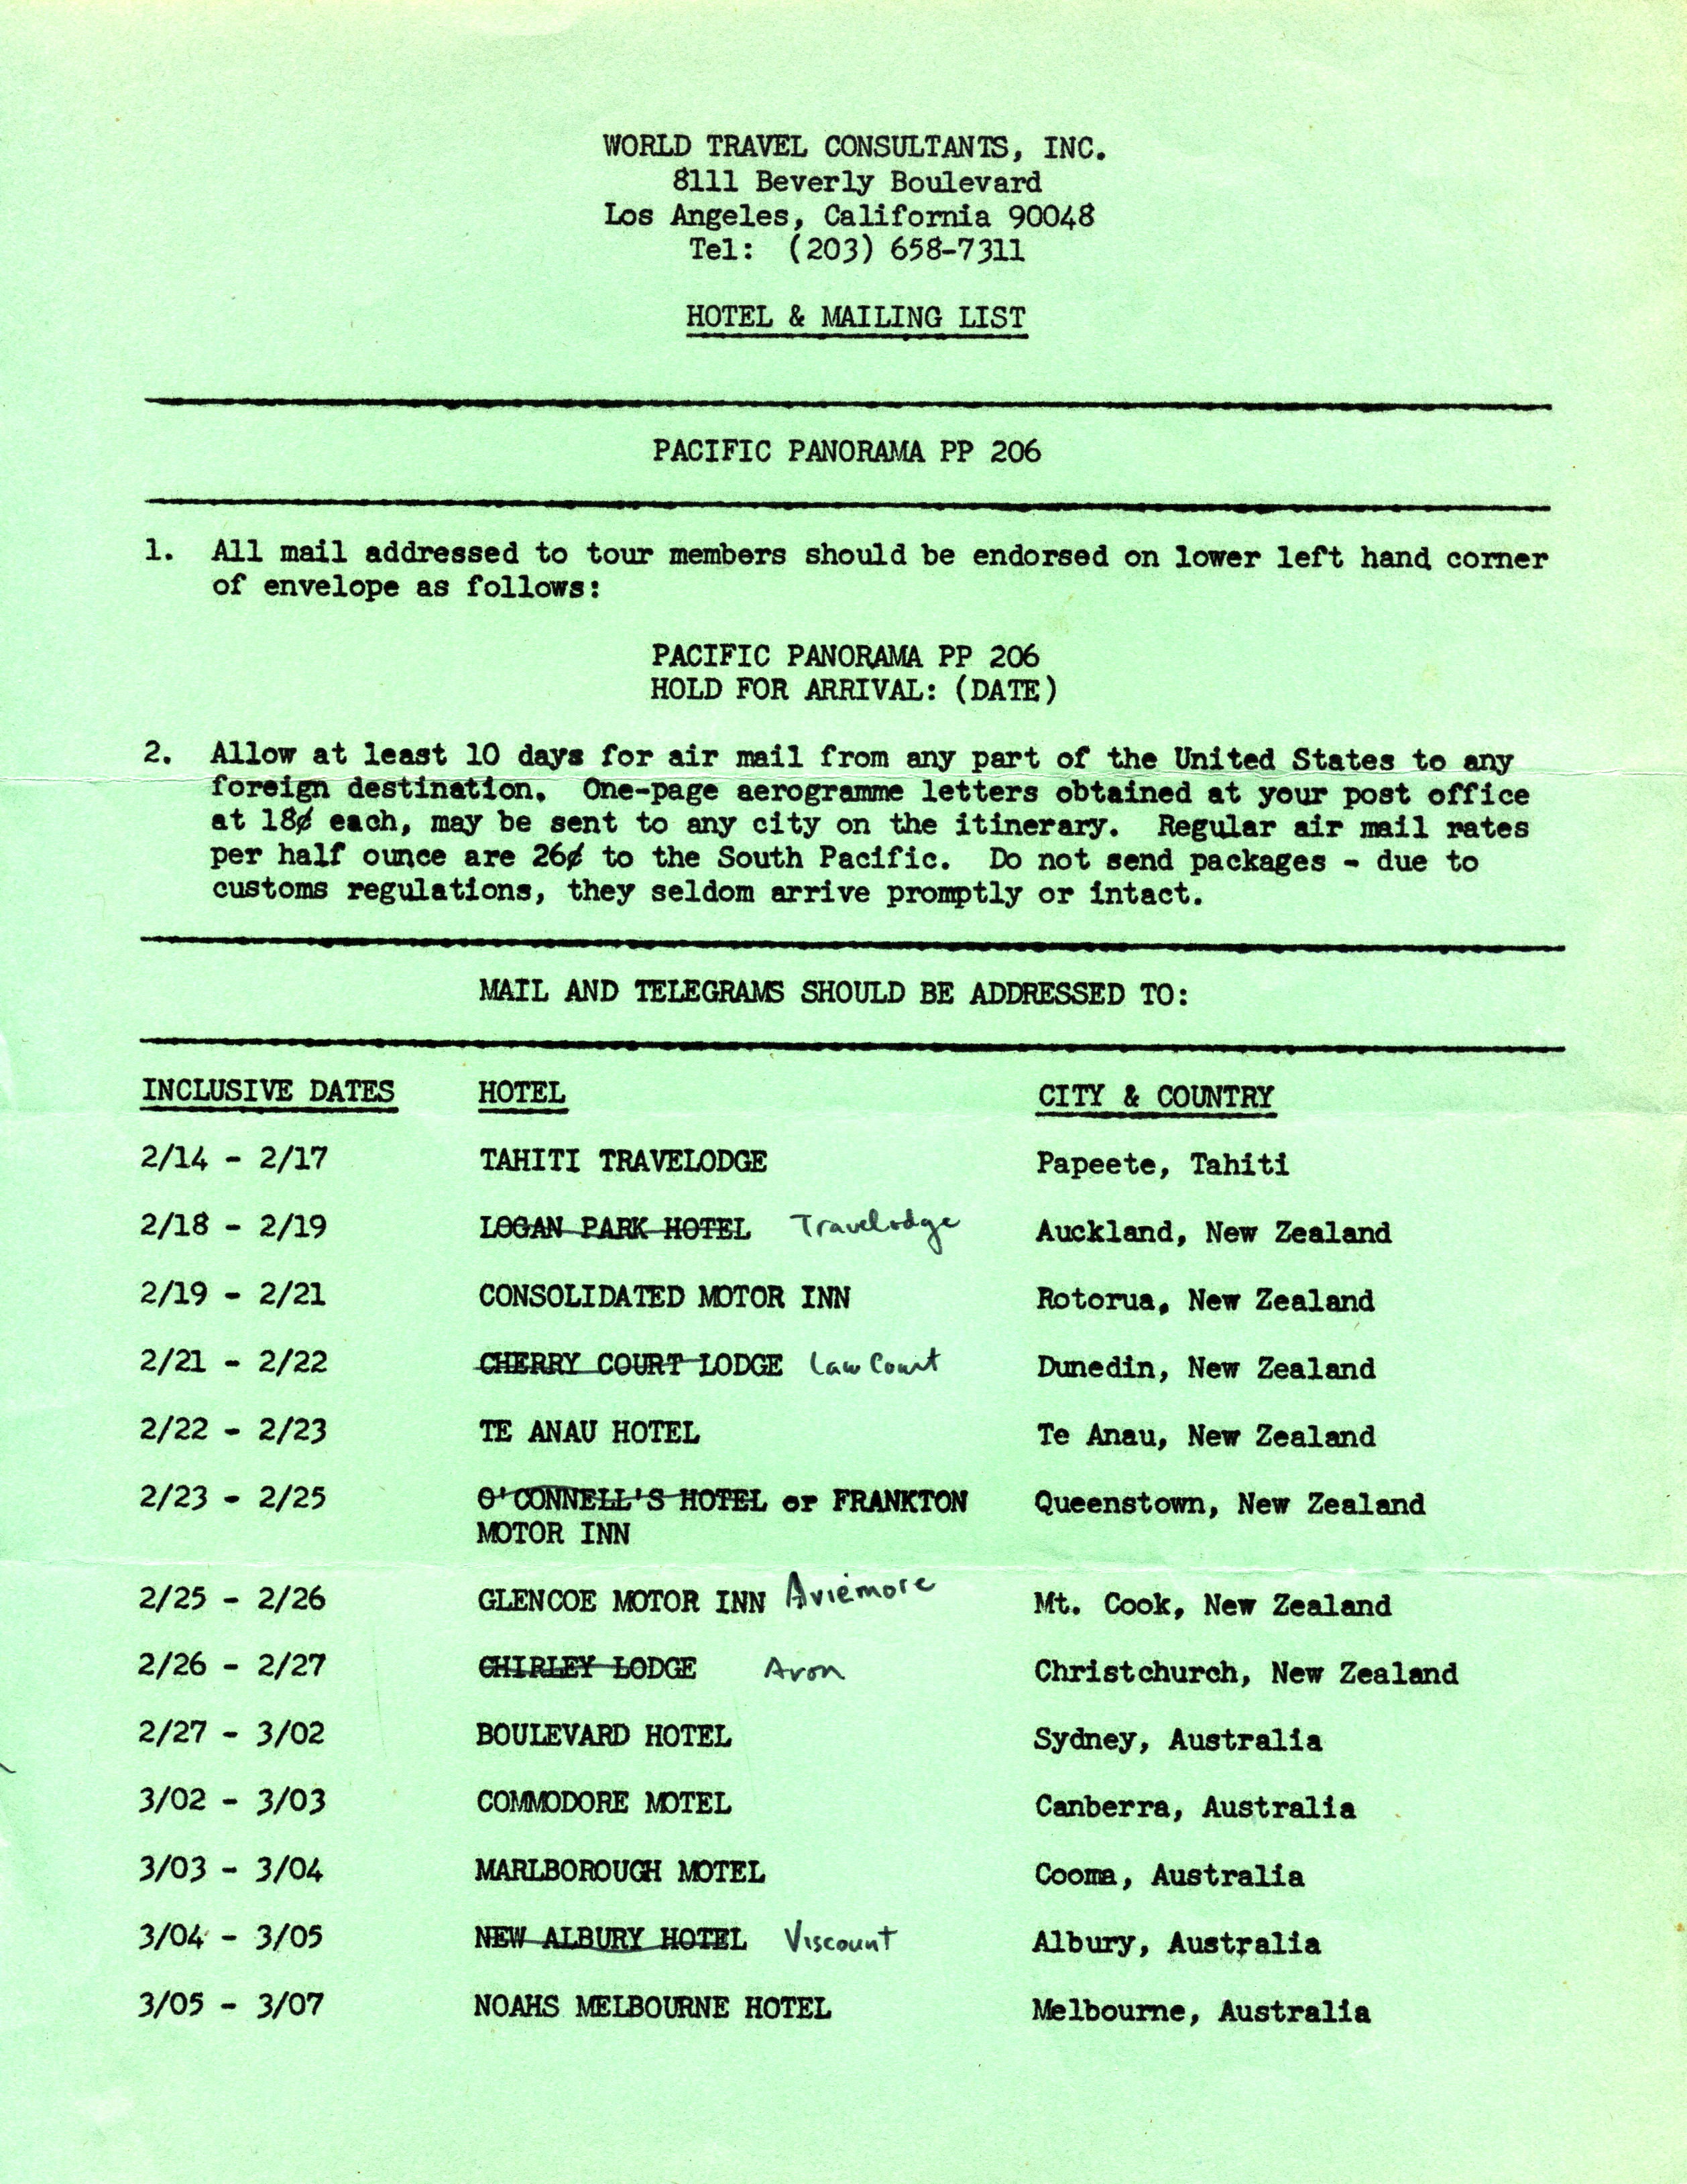 WORLD TRAVEL CONSULTANTS, INC.
8111 Beverly Boulevard
Los Angeles, California 90048
Tel: (203) 658-7311
HOTEL & MAILING LIST
PACIFIC PANORAMA PP 206
1. All mail addressed to tour members should be endorsed on lower left hand corner
of envelope as follows:
PACIFIC PANORAMA PP 206
HOLD FOR ARRIVAL: (DATE)
2. Allow at least 10 days for air mail from any part of the United States to any
foreign destination. One-page aerogramme letters obtained at your post office
at 18¢ each, may be sent to any city on the itinerary. Regular air mail rates
per half ounce are 26¢ to the South Pacific. Do not send packages - due to
customs regulations, they seldom arrive promptly or intact.
MAIL AND TELEGRAMS SHOULD BE ADDRESSED TO:
INCLUSIVE DATES HOTEL CITY & COUNTRY
2/14 - 2/17 TAHITI TRAVELODGE Papeete, Tahiti
2/18 - 2/19 LOGAN PARK HOTEL Travelodge Auckland, New Zealand
2/19 - 2/21 CONSOLIDATED MOTOR INN Rotorua, New Zealand
2/21 - 2/22 CHERRY COURT LODGE Law Court Dunedin, New Zealand
2/22 - 2/23 TE ANAU HOTEL Te Anau, New Zealand
2/23 - 2/25 O'CONNELL'S HOTEL or FRANKTON Queenstown, New Zealand
MOTOR INN
2/25 - 2/26 GLENCOE MOTOR INN Aviemore Mt. Cook, New Zealand
2/26 - 2/27 CHIRLEY LODGE Avon Christchurch, New Zealand
2/27 - 3/02 BOULEVARD HOTEL Sydney, Australia
3/02 - 3/03 COMMODORE MOTEL Canberra, Australia
3/03 - 3/04 MARLBOROUGH MOTEL Cooma, Australia
3/04 - 3/05 NEW ALBURY HOTEL Viscount Albury, Australia
3/05 - 3/07 NOAHS MELBOURNE HOTEL Melbourne, Australia